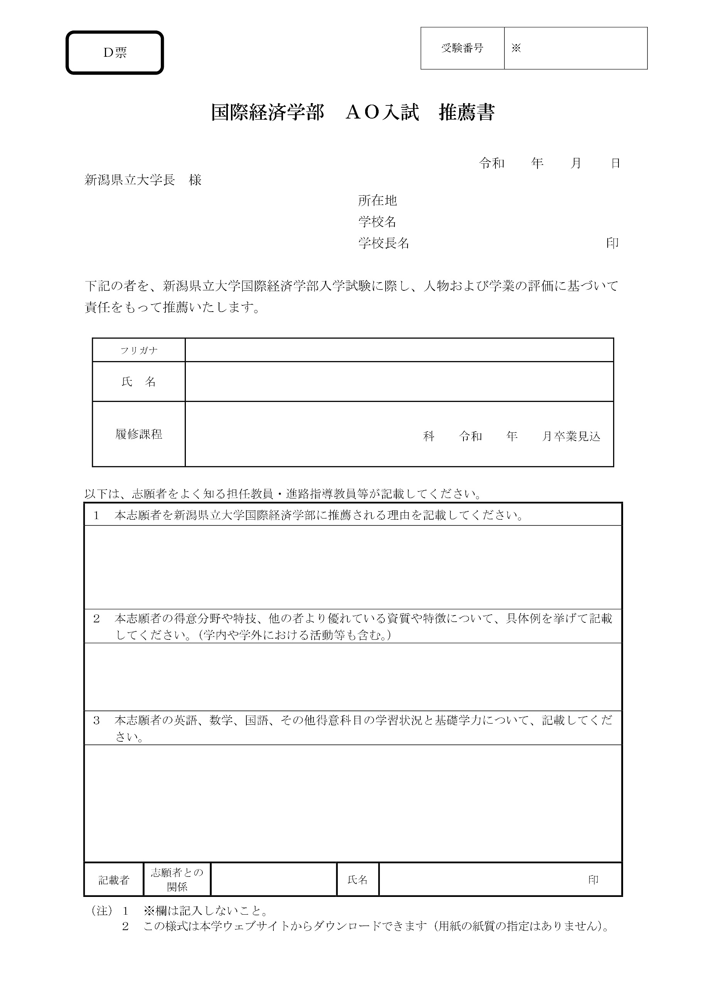 D票
受験番号 ※
国際経済学部　ＡＯ入試　推薦書
令和　　年　　月　　日
新潟県立大学長　様
所在地
学校名
学校長名　　　　　　　　　　　　　　　印
下記の者を、新潟県立大学国際経済学部入学試験に際し、人物および学業の評価に基づいて
責任をもって推薦いたします。
フリガナ
氏　名
履修課程　科　　令和　　年　　月卒業見込
以下は、志願者をよく知る担任教員・進路指導教員等が記載してください。
１　本志願者を新潟県立大学国際経済学部に推薦される理由を記載してください。
２　本志願者の得意分野や特技、他の者より優れている資質や特徴について、具体例を挙げて記載
してください。（学内や学外における活動等も含む。）
３　本志願者の英語、数学、国語、その他得意科目の学習状況と基礎学力について、記載してくだ
さい。
記載者　志願者との　氏名　印
関係
（注）１　※欄は記入しないこと。
２　この様式は本学ウェブサイトからダウンロードできます（用紙の紙質の指定はありません）。